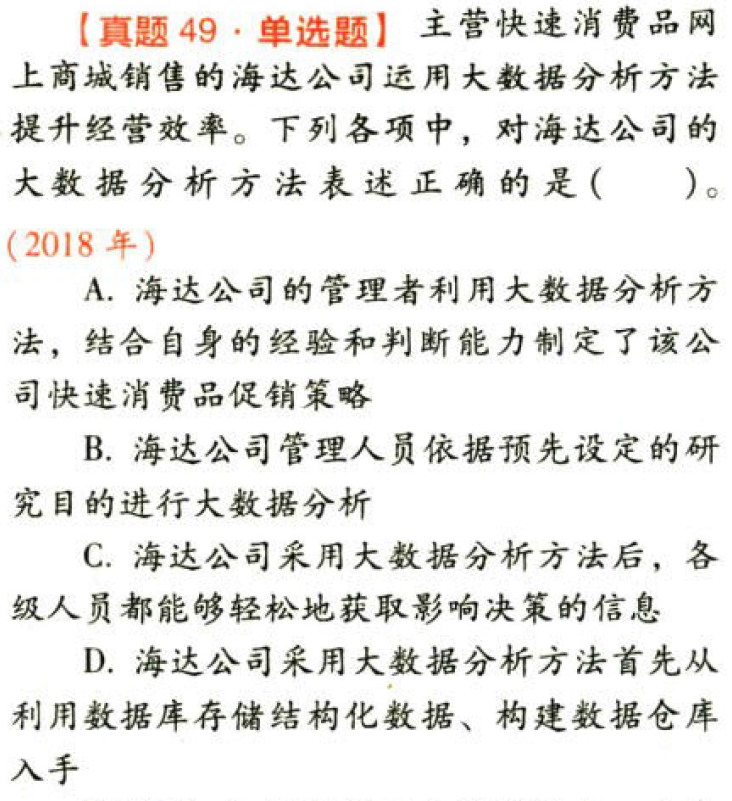 【真题 49 · 单选题】 主营快速消费品网
上商城销售的海达公司运用大数据分析方法
提升经营效率。下列各项中，对海达公司的
大数据分析方法表述正确的是（　　）。
(2018 年)
A. 海达公司的管理者利用大数据分析方
法，结合自身的经验和判断能力制定了该公
司快速消费品促销策略
B. 海达公司管理人员依据预先设定的研
究目的进行大数据分析
C. 海达公司采用大数据分析方法后，各
级人员都能够轻松地获取影响决策的信息
D. 海达公司采用大数据分析方法首先从
利用数据库存储结构化数据、构建数据仓库
入手